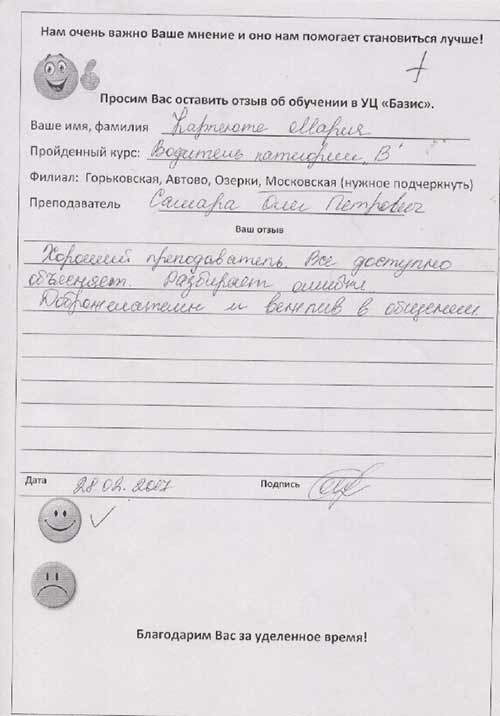 Нам очень важно Ваше мнение и оно нам помогает становиться лучше!
Просим Вас оставить отзыв об обучении в УЦ «Базис».
Ваше имя, фамилия Мария
Пройденный курс: Водитель категории "В"
Филиал: Горьковская, Автово, Озерки, Московская (нужное подчеркнуть)
Преподаватель Самара Олег Петрович
Ваш отзыв
Хороший преподаватель. Все доступно
объясняет. Разбирает ошибки.
Доброжелателен и вежлив в общении.
Дата 28.02.2017 Подпись
Благодарим Вас за уделенное время!